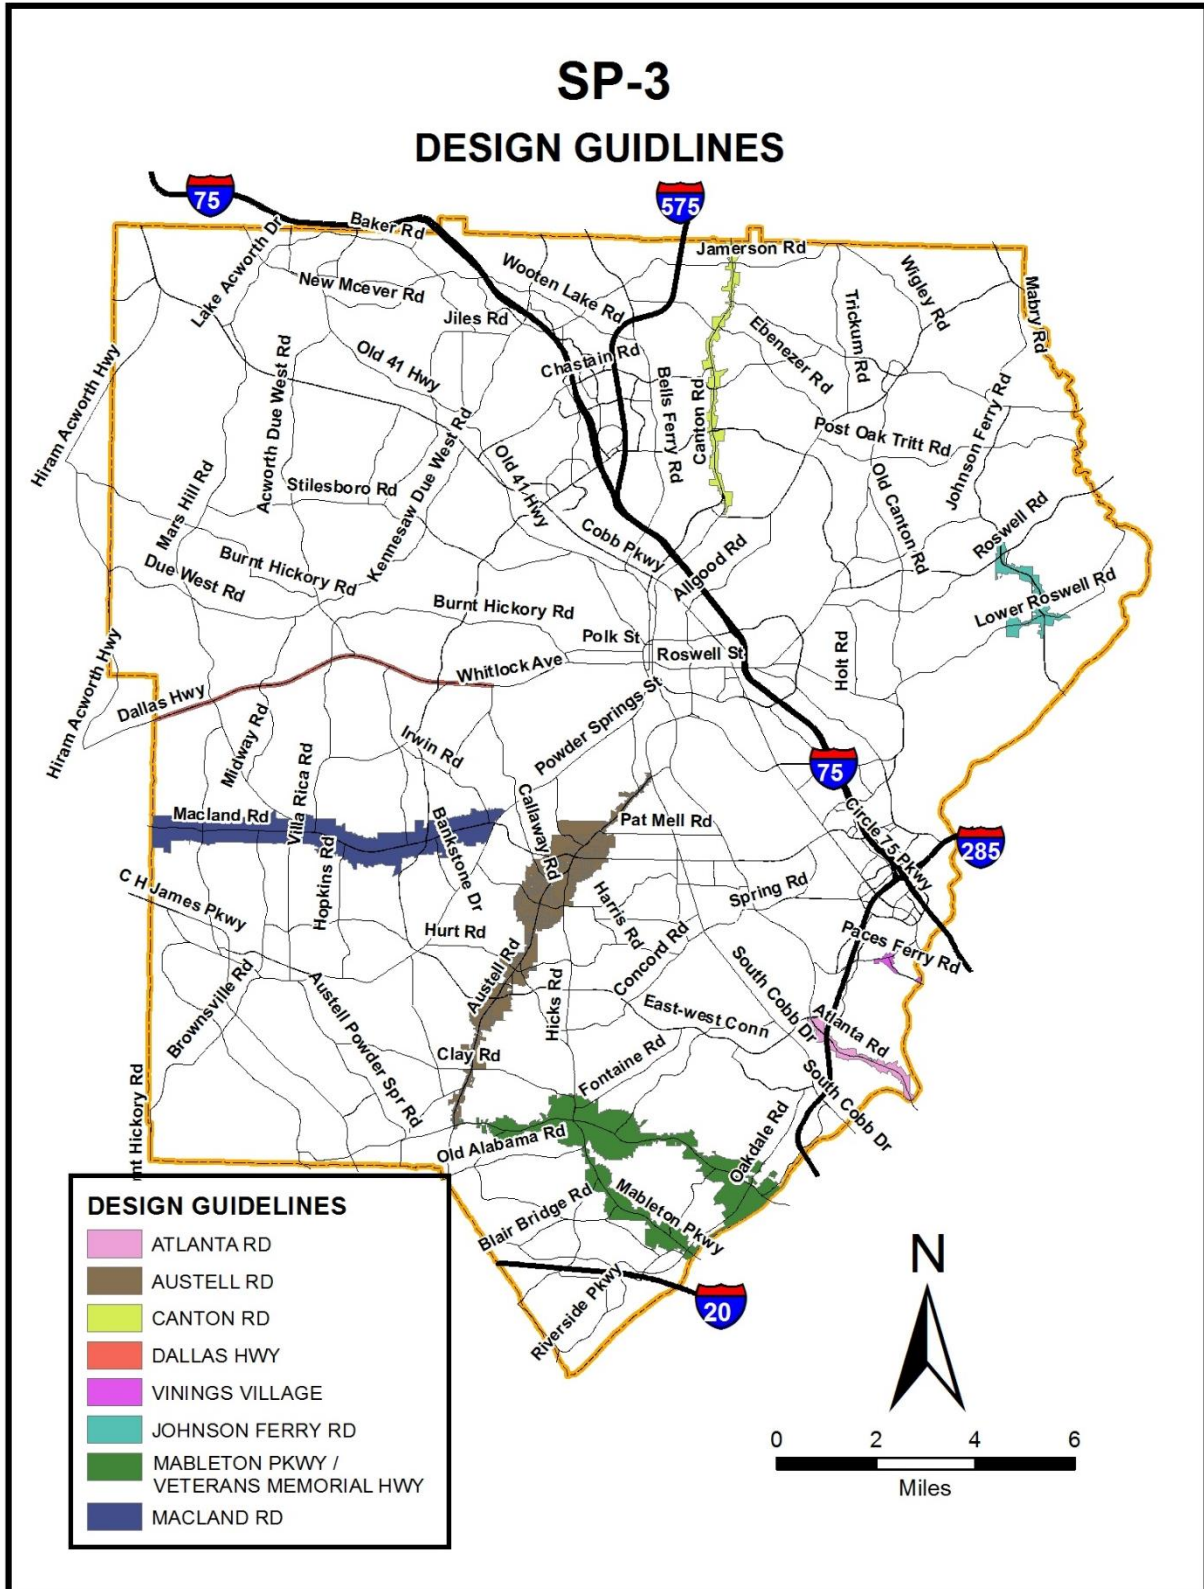 SP-3
DESIGN GUIDLINES
75
575
Baker Rd
Jamerson Rd
Lake Acworth Dr
New Mcever Rd
Wooten Lake Rd
Wigley Rd
Mabry Rd
Jiles Rd
Trickum Rd
Ebenezer Rd
Old 41 Hwy
Chastain Rd
Hiram Acworth Hwy
Acworth Due West Rd
Bells Ferry Rd
Canton Rd
Johnson Ferry Rd
Post Oak Tritt Rd
Kennesaw Due West Rd
Old 41 Hwy
Mars Hill Rd
Stilesboro Rd
Old Canton Rd
Roswell Rd
Cobb Pkwy
Allgood Rd
Burnt Hickory Rd
Due West Rd
Lower Roswell Rd
Burnt Hickory Rd
Polk St
Roswell St
Holt Rd
Hiram Acworth Hwy
Whitlock Ave
Dallas Hwy
Powder Springs St
Midway Rd
Irwin Rd
Villa Rica Rd
75
Macland Rd
Callaway Rd
Pat Mell Rd
Circle 75 Pkwy
Bankstone Dr
285
Hopkins Rd
C H James Pkwy
Harris Rd
Spring Rd
Hurt Rd
Paces Ferry Rd
Concord Rd
South Cobb Dr
Austell Rd
Brownsville Rd
Austell Powder Spr Rd
Hicks Rd
East-west Conn
Atlanta Rd
Clay Rd
Fontaine Rd
South Cobb Dr
mt Hickory Rd
Oakdale Rd
Old Alabama Rd
Mableton Pkwy
Blair Bridge Rd
Riverside Pkwy
20
DESIGN GUIDELINES
ATLANTA RD
AUSTELL RD
CANTON RD
DALLAS HWY
VININGS VILLAGE
JOHNSON FERRY RD
MABLETON PKWY /
VETERANS MEMORIAL HWY
MACLAND RD
N
0 2 4 6
Miles